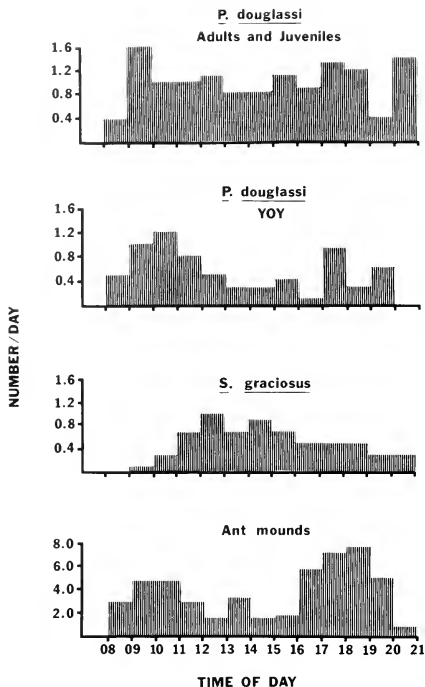 P. douglassi
Adults and Juveniles
1.6
1.2
0.8
0.4
P. douglassi
YOY
1.6
1.2
0.8
0.4
NUMBER/DAY
S. graciosus
1.6
1.2
0.8
0.4
Ant mounds
8.0
6.0
4.0
2.0
08 09 10 11 12 13 14 15 16 17 18 19 20 21
TIME OF DAY